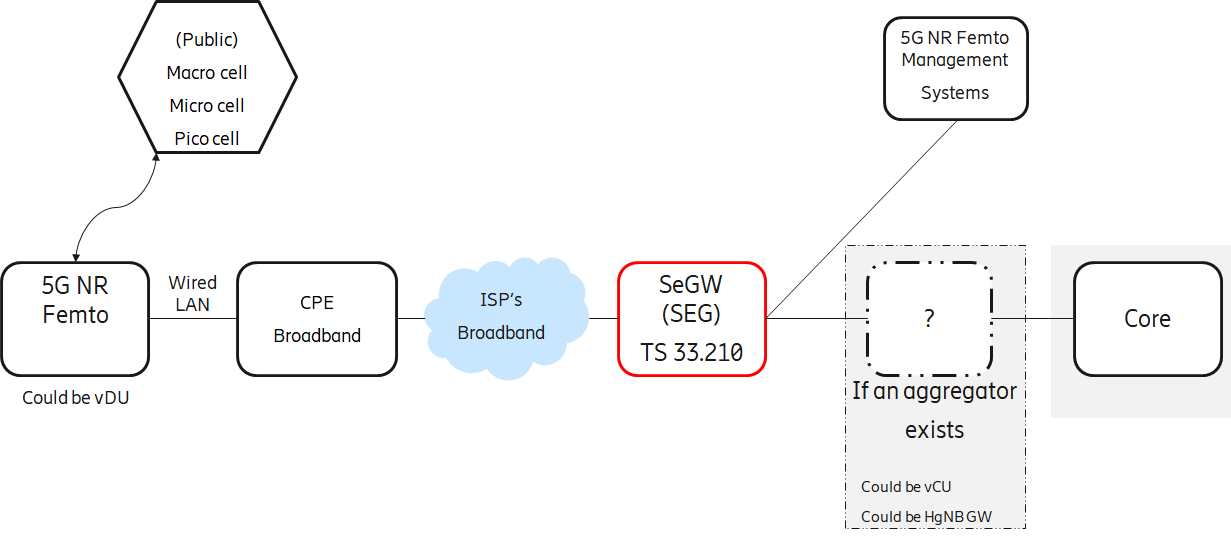 (Public)
Macro cell
Micro cell
Pico cell
5G NR Femto
Management
Systems
5G NR
Femto
Wired
LAN
CPE
Broadband
ISP's
Broadband
SeGW
(SEG)
TS 33.210
?
Core
Could be vDU
If an aggregator
exists
Could be vCU
Could be HgNB GW